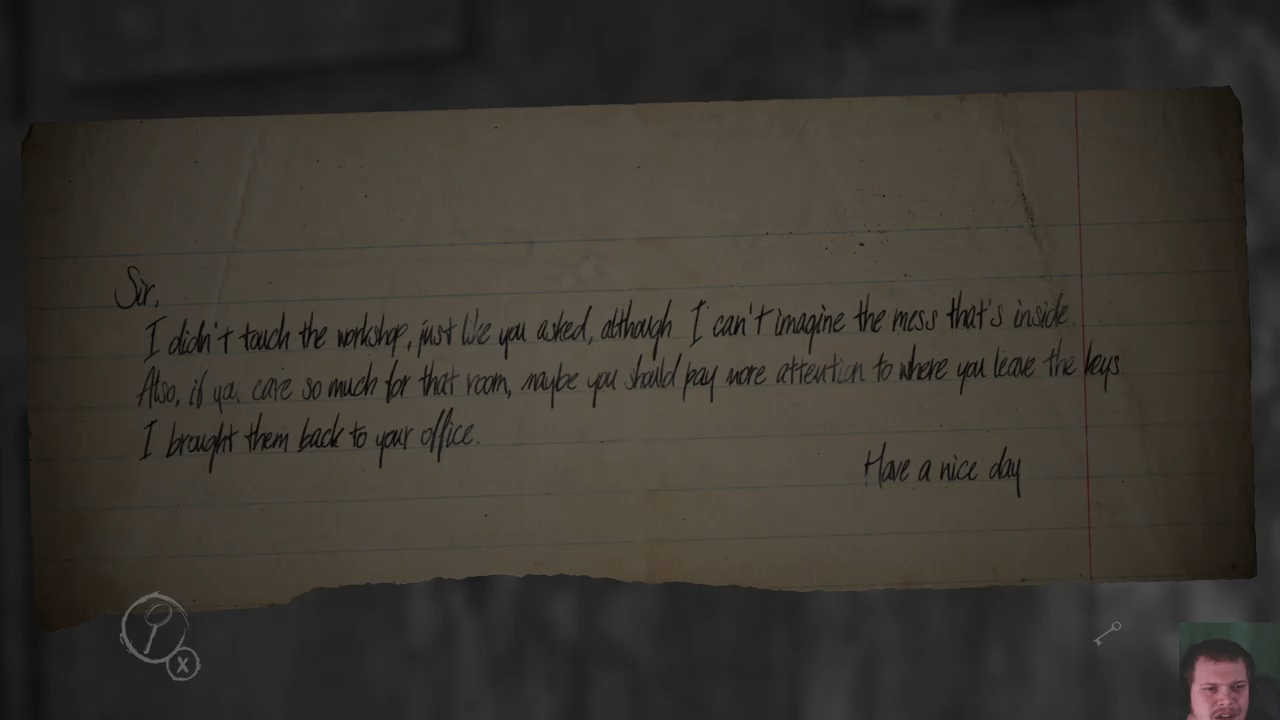 Sir,
I didn't touch the workshop, just like you asked, although I can't imagine the mess that's inside.
Also, if you care so much for that room, maybe you should pay more attention to where you leave the keys.
I brought them back to your office.
Have a nice day
X